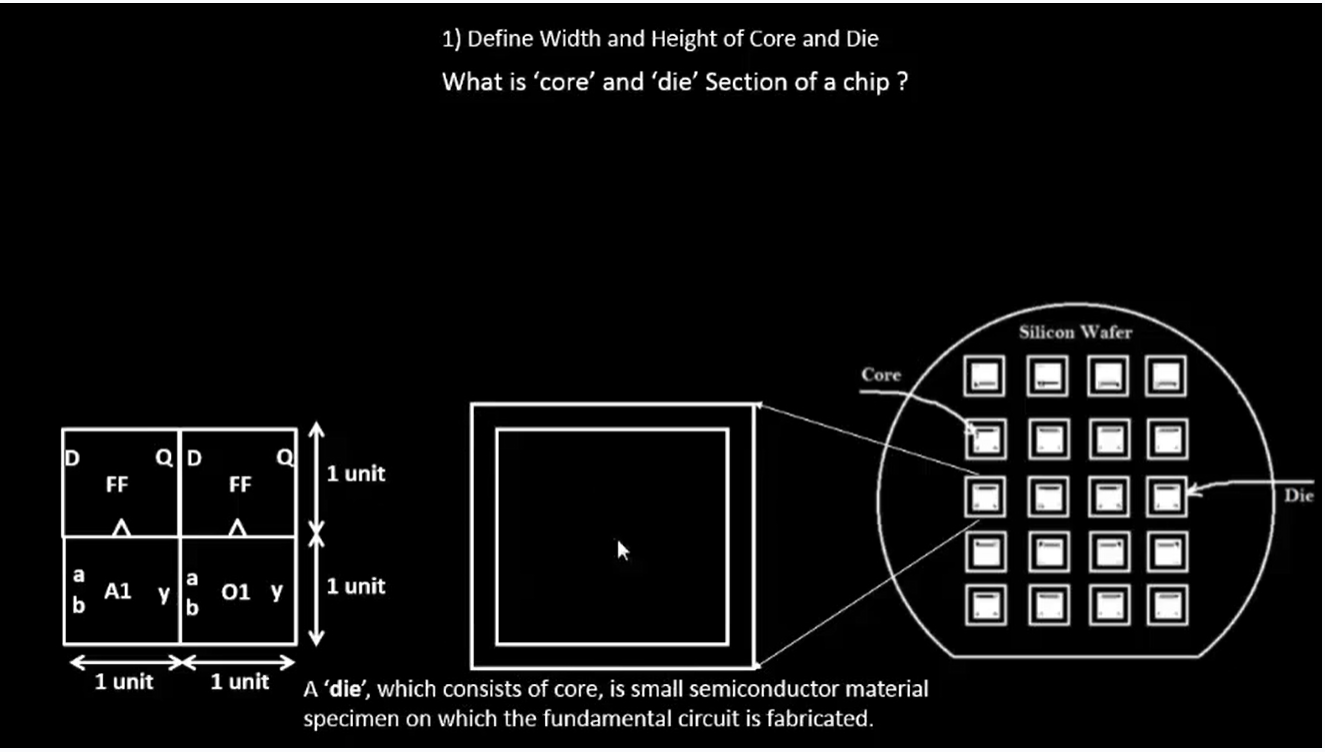 1) Define Width and Height of Core and Die
What is ‘core’ and ‘die’ Section of a chip ?
Silicon Wafer
Core
Die
D Q D Q
FF FF
1 unit
a A1 y a O1 y
b b
1 unit
1 unit 1 unit
A ‘die’, which consists of core, is small semiconductor material
specimen on which the fundamental circuit is fabricated.